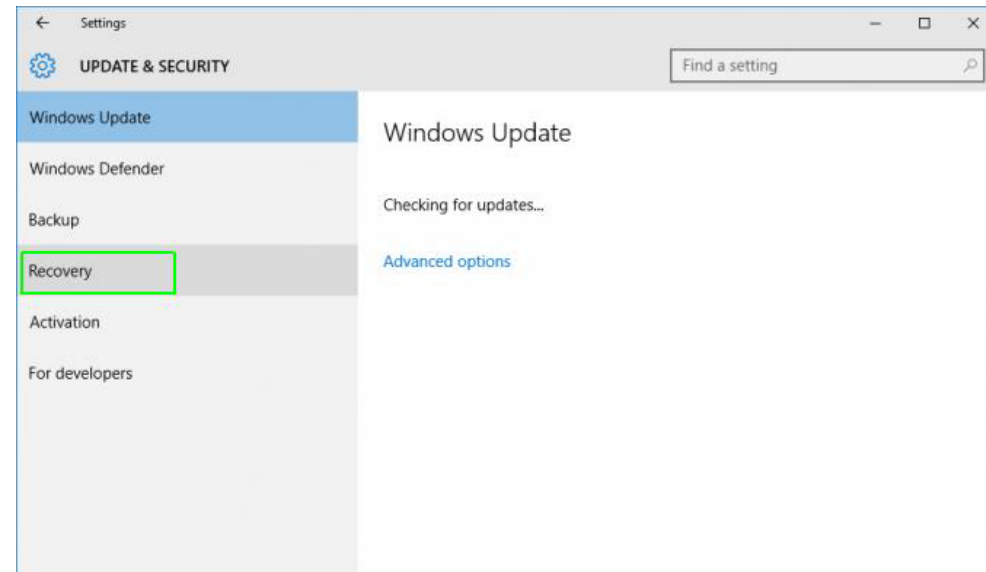 Settings
UPDATE & SECURITY
Find a setting
Windows Update
Windows Defender
Backup
Recovery
Activation
For developers
Windows Update
Checking for updates...
Advanced options